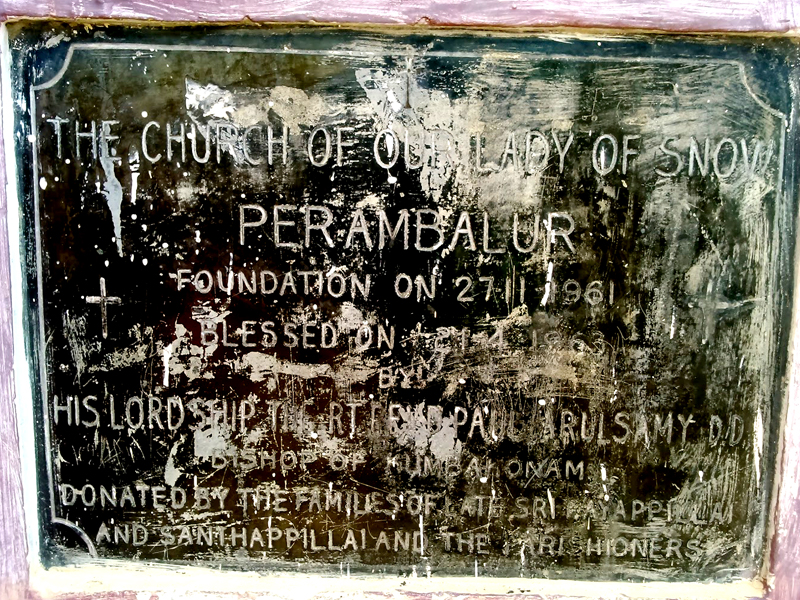 THE CHURCH OF OUR LADY OF SNOW
PERAMBALUR
FOUNDATION ON 27 11 1961
BLESSED ON
BY
HIS LORDSHIP THE RT REVD PAUL ARULSAMY D.D.
BISHOP OF KUMBAKONAM
DONATED BY THE FAMILIES OF LATE SRI
AND SANTHAPPILLAI AND THE PARISHIONERS